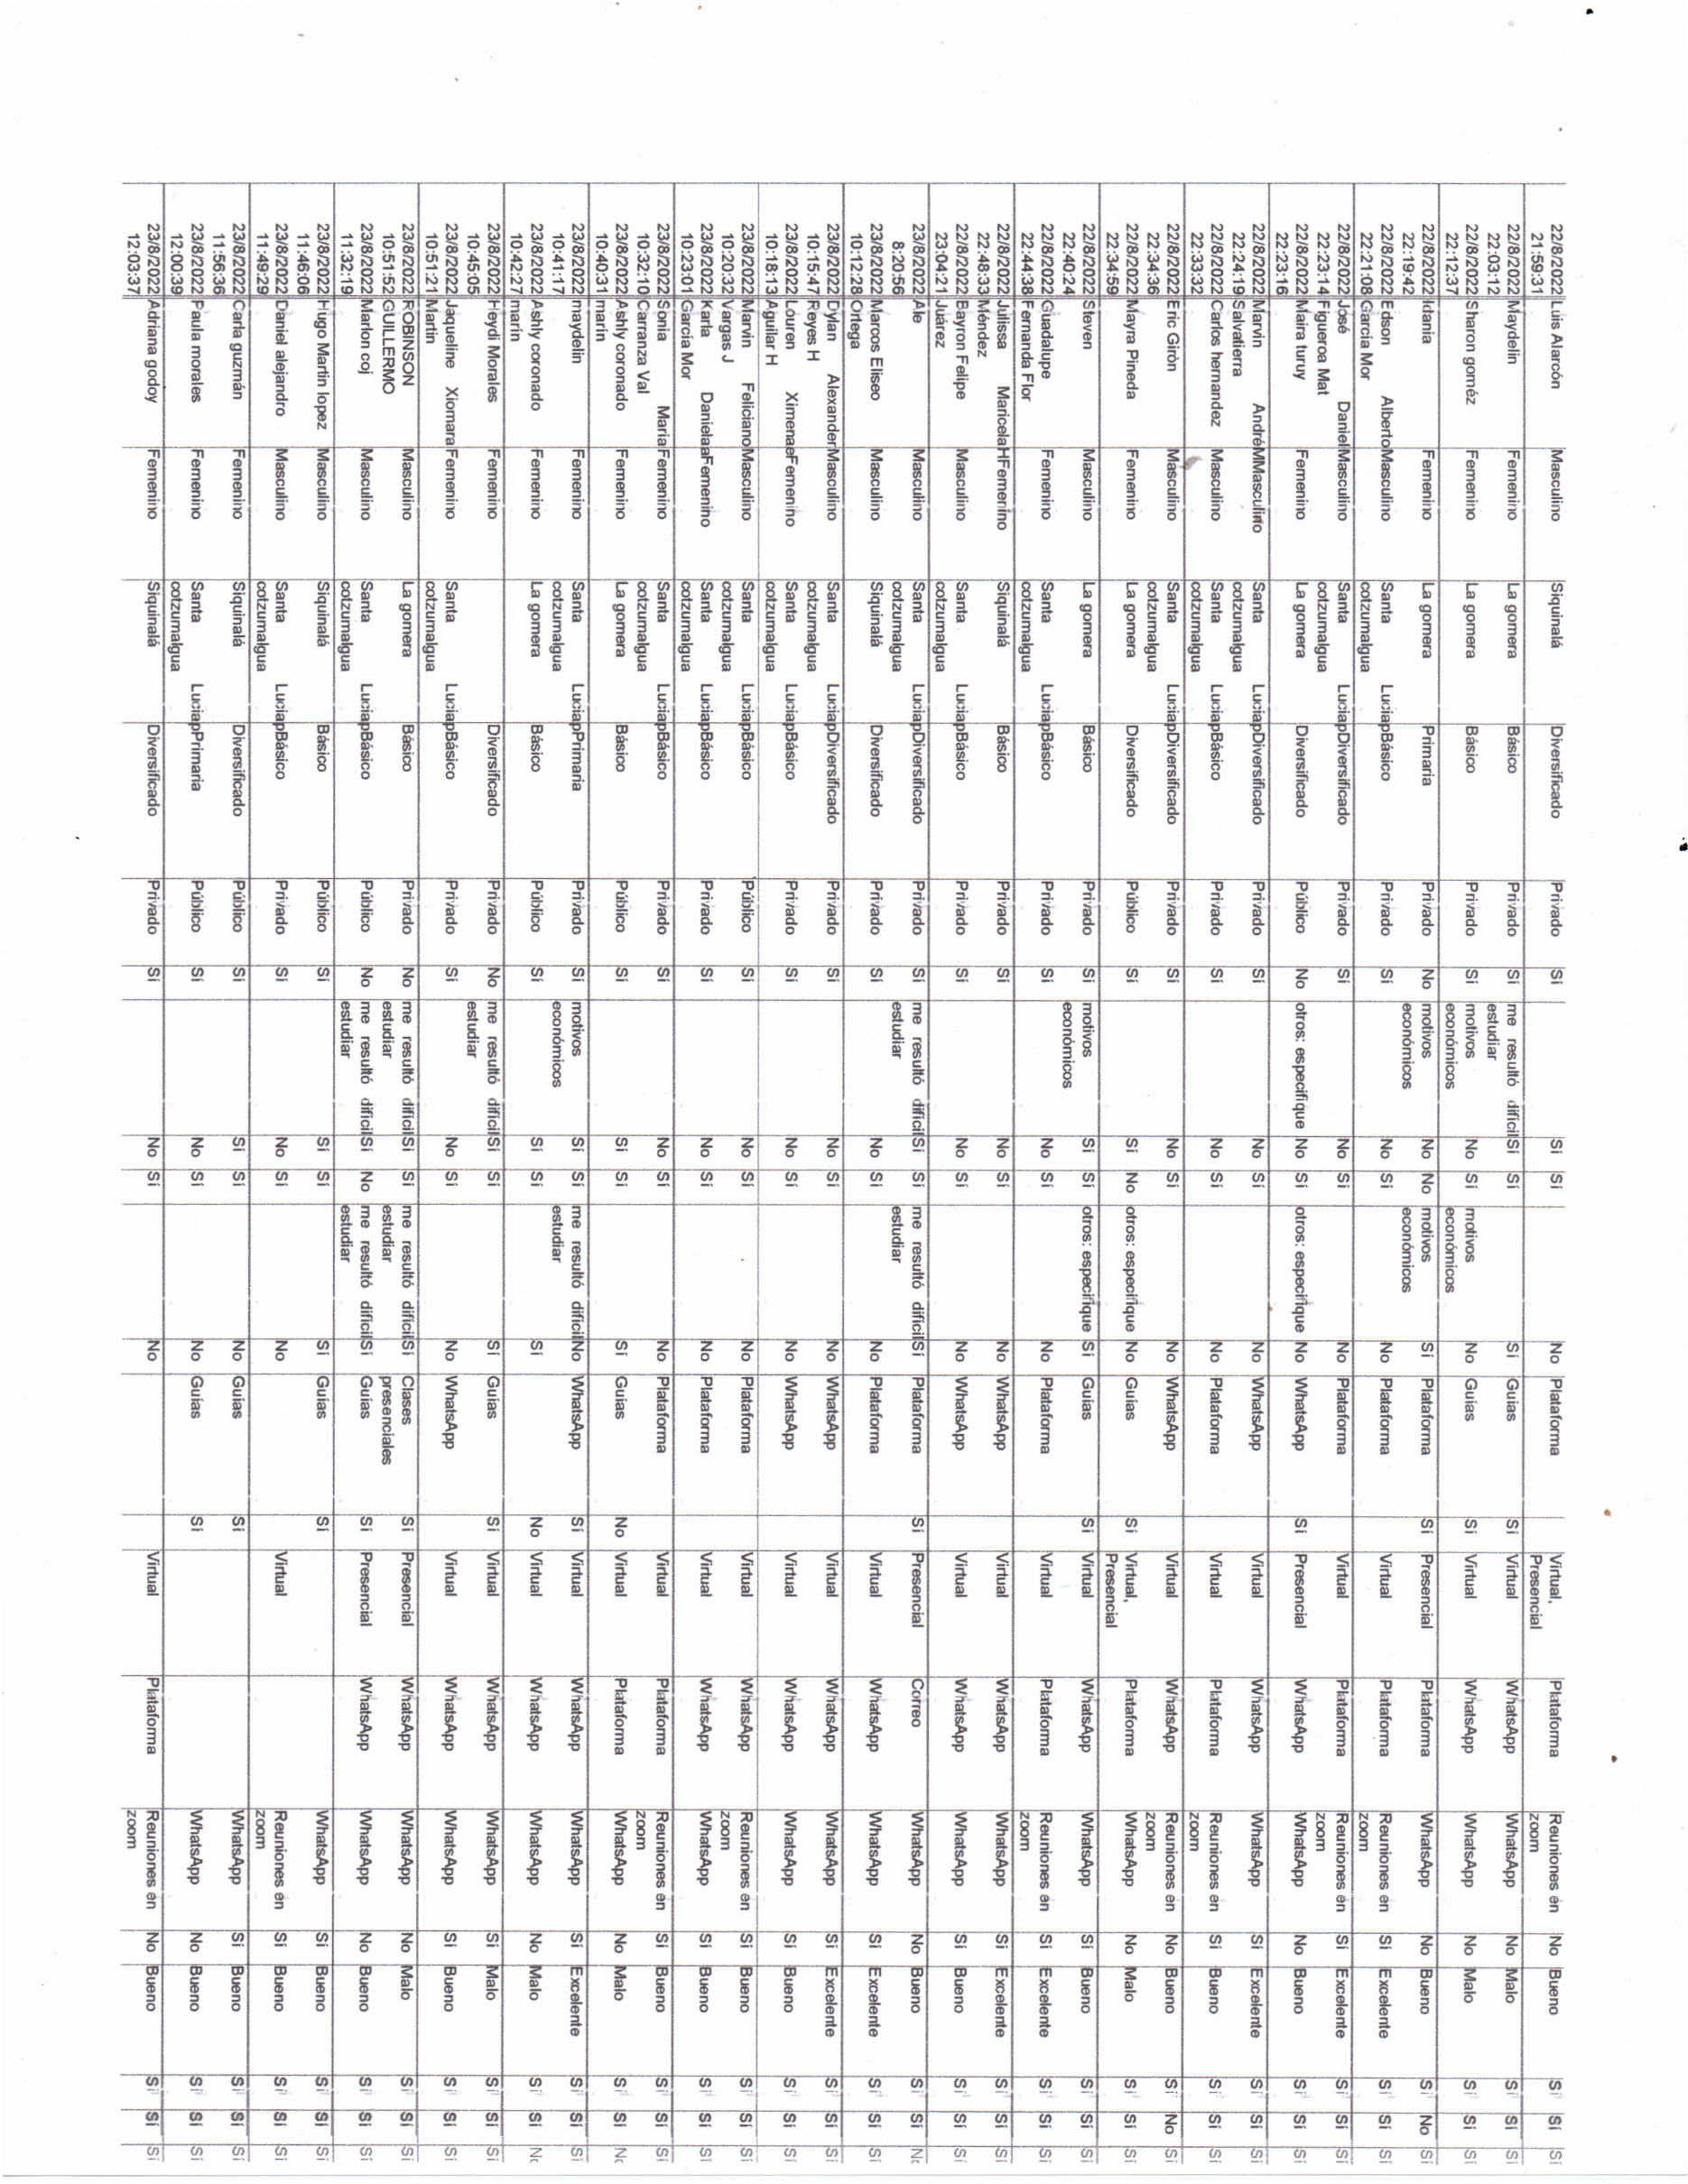 22/8/2022 Luis Alarcón Masculino Siquinalá Diversificado Privado Sí Sí Sí No Plataforma Virtual, Plataforma Reuniones en No Bueno Sí Sí Sí
21:59:31 Presencial zoom
22/8/2022 Maydelin Femenino La gomera Básico Privado Sí me resultó difícil Sí Sí Sí Guias Sí Virtual WhatsApp WhatsApp No Malo Sí Sí Sí
22:03:12 estudiar
22/8/2022 Sharon goméz Femenino La gomera Básico Privado Sí motivos No Sí motivos No Guias Sí Virtual WhatsApp WhatsApp No Malo Sí Sí Sí
22:12:37 económicos económicos
22/8/2022 Idania Femenino La gomera Primaria Privado No motivos No No motivos Sí Plataforma Sí Presencial Plataforma WhatsApp No Bueno Sí No Sí
22:19:42 económicos económicos
22/8/2022 Edson Alberto Masculino Santa Lucia Básico Privado Sí No Sí No Plataforma Virtual Plataforma Reuniones en Sí Excelente Sí Sí Sí
22:21:08 García Mor cotzumalgua zoom
22/8/2022 José Daniel Masculino Santa Lucia Diversificado Privado Sí No Sí No Plataforma Virtual Plataforma Reuniones en Sí Excelente Sí Sí Sí
22:23:14 Figueroa Mat cotzumalgua zoom
22/8/2022 Maira turuy Femenino La gomera Diversificado Público No otros: especifique No Sí otros: especifique No WhatsApp Sí Presencial WhatsApp WhatsApp No Bueno Sí Sí Sí
22:23:16
22/8/2022 Marvin André Masculino Santa Lucia Diversificado Privado Sí No Sí No WhatsApp Virtual WhatsApp WhatsApp Sí Excelente Sí Sí Sí
22:24:19 Salvatierra cotzumalgua
22/8/2022 Carlos hernandez Masculino Santa Lucia Básico Privado Sí No Sí No Plataforma Virtual Plataforma Reuniones en Sí Bueno Sí Sí Sí
22:33:32 cotzumalgua zoom
22/8/2022 Eric Girón Masculino Santa Lucia Diversificado Privado Sí No Sí No WhatsApp Virtual WhatsApp Reuniones en No Bueno Sí No Sí
22:34:36 cotzumalgua zoom
22/8/2022 Mayra Pineda Femenino La gomera Diversificado Público Sí Sí No otros: especifique No Guias Sí Virtual, Plataforma WhatsApp No Malo Sí Sí Sí
22:34:59 Presencial
22/8/2022 Steven Masculino La gomera Básico Privado Sí motivos Sí Sí otros: especifique Sí Guias Sí Virtual WhatsApp WhatsApp Sí Bueno Sí Sí Sí
22:40:24 económicos
22/8/2022 Guadalupe Femenino Santa Lucia Básico Privado Sí No Sí No Plataforma Virtual Plataforma Reuniones en Sí Excelente Sí Sí Sí
22:44:38 Fernanda Flor cotzumalgua zoom
22/8/2022 Julissa Maricela Femenino Siquinalá Básico Privado Sí No Sí No WhatsApp Virtual WhatsApp WhatsApp Sí Excelente Sí Sí Sí
22:48:33 Méndez
22/8/2022 Bayron Felipe Masculino Santa Lucia Básico Privado Sí No Sí No WhatsApp Virtual WhatsApp WhatsApp Sí Bueno Sí Sí Sí
23:04:21 Juárez cotzumalgua
23/8/2022 Ale Masculino Santa Lucia Diversificado Privado Sí me resultó difícil Sí Sí me resultó difícil Sí Plataforma Sí Presencial Correo WhatsApp No Bueno Sí Sí
8:20:56 cotzumalgua estudiar estudiar
23/8/2022 Marcos Eliseo Masculino Siquinalá Diversificado Privado Sí No Sí No Plataforma Virtual WhatsApp WhatsApp Sí Excelente Sí Sí Sí
10:12:28 Ortega
23/8/2022 Dylan Alexander Masculino Santa Lucia Diversificado Privado Sí No Sí No WhatsApp Virtual WhatsApp WhatsApp Sí Excelente Sí Sí Sí
10:15:47 Reyes H cotzumalgua
23/8/2022 Louren Ximena Femenino Santa Lucia Básico Privado Sí No Sí No WhatsApp Virtual WhatsApp WhatsApp Sí Bueno Sí Sí Sí
10:18:13 Aguilar H cotzumalgua
23/8/2022 Marvin Feliciano Masculino Santa Lucia Básico Público Sí No Sí No Plataforma Virtual WhatsApp Reuniones en Sí Bueno Sí Sí Sí
10:20:32 Vargas J cotzumalgua zoom
23/8/2022 Karla Daniela Femenino Santa Lucia Básico Privado Sí No Sí No Plataforma Virtual WhatsApp WhatsApp Sí Bueno Sí Sí Sí
10:23:01 García Mor cotzumalgua
23/8/2022 Sonia Maria Femenino Santa Lucia Básico Privado Sí No Sí No Plataforma Virtual Plataforma Reuniones en Sí Bueno Sí Sí Sí
10:32:10 Carranza Val cotzumalgua zoom
23/8/2022 Ashly coronado Femenino La gomera Básico Público Sí Sí Sí Sí Guias No Virtual Plataforma WhatsApp No Malo Sí Sí
10:40:31 marin
23/8/2022 maydelin Femenino Santa Lucia Primaria Privado Sí motivos Sí Sí me resultó difícil No WhatsApp Sí Virtual WhatsApp WhatsApp Sí Excelente Sí Sí Sí
10:41:17 cotzumalgua económicos estudiar
23/8/2022 Ashly coronado Femenino La gomera Básico Público Sí Sí Sí Sí No Virtual WhatsApp WhatsApp No Malo Sí Sí
10:42:27 marín
23/8/2022 Heydi Morales Femenino Diversificado Privado No me resultó difícil Sí Sí Sí Guias Sí Virtual WhatsApp WhatsApp Sí Malo Sí Sí Sí
10:45:05 estudiar
23/8/2022 Jaqueline Xiomara Femenino Santa Lucia Básico Privado Sí No Sí No WhatsApp Virtual WhatsApp WhatsApp Sí Bueno Sí Sí Sí
10:51:21 Martin cotzumalgua
23/8/2022 ROBINSON Masculino La gomera Básico Privado No me resultó difícil Sí Sí me resultó difícil Sí Clases Sí Presencial WhatsApp WhatsApp No Malo Sí Sí Sí
10:51:52 GUILLERMO estudiar estudiar presenciales
23/8/2022 Marlon coj Masculino Santa Lucia Básico Público No me resultó difícil Sí No me resultó difícil Sí Guias Sí Presencial WhatsApp WhatsApp No Bueno Sí Sí Sí
11:32:19 cotzumalgua estudiar estudiar
23/8/2022 Hugo Martin lopez Masculino Siquinalá Básico Público Sí Sí Sí Sí Guias Sí WhatsApp Sí Bueno Sí Sí Sí
11:46:06
23/8/2022 Daniel alejandro Masculino Santa Lucia Básico Privado Sí No Sí No Virtual Reuniones en Sí Bueno Sí Sí Sí
11:49:29 cotzumalgua zoom
23/8/2022 Carla guzmán Femenino Siquinalá Diversificado Público Sí Sí Sí No Guias Sí WhatsApp Sí Bueno Sí Sí Sí
11:56:36
23/8/2022 Paula morales Femenino Santa Lucia Primaria Público Sí No Sí No Guias Sí WhatsApp No Bueno Sí Sí Sí
12:00:39 cotzumalgua
23/8/2022 Adriana godoy Femenino Siquinalá Diversificado Privado Sí No Sí No Virtual Plataforma Reuniones en No Bueno Sí Sí Sí
12:03:37 zoom